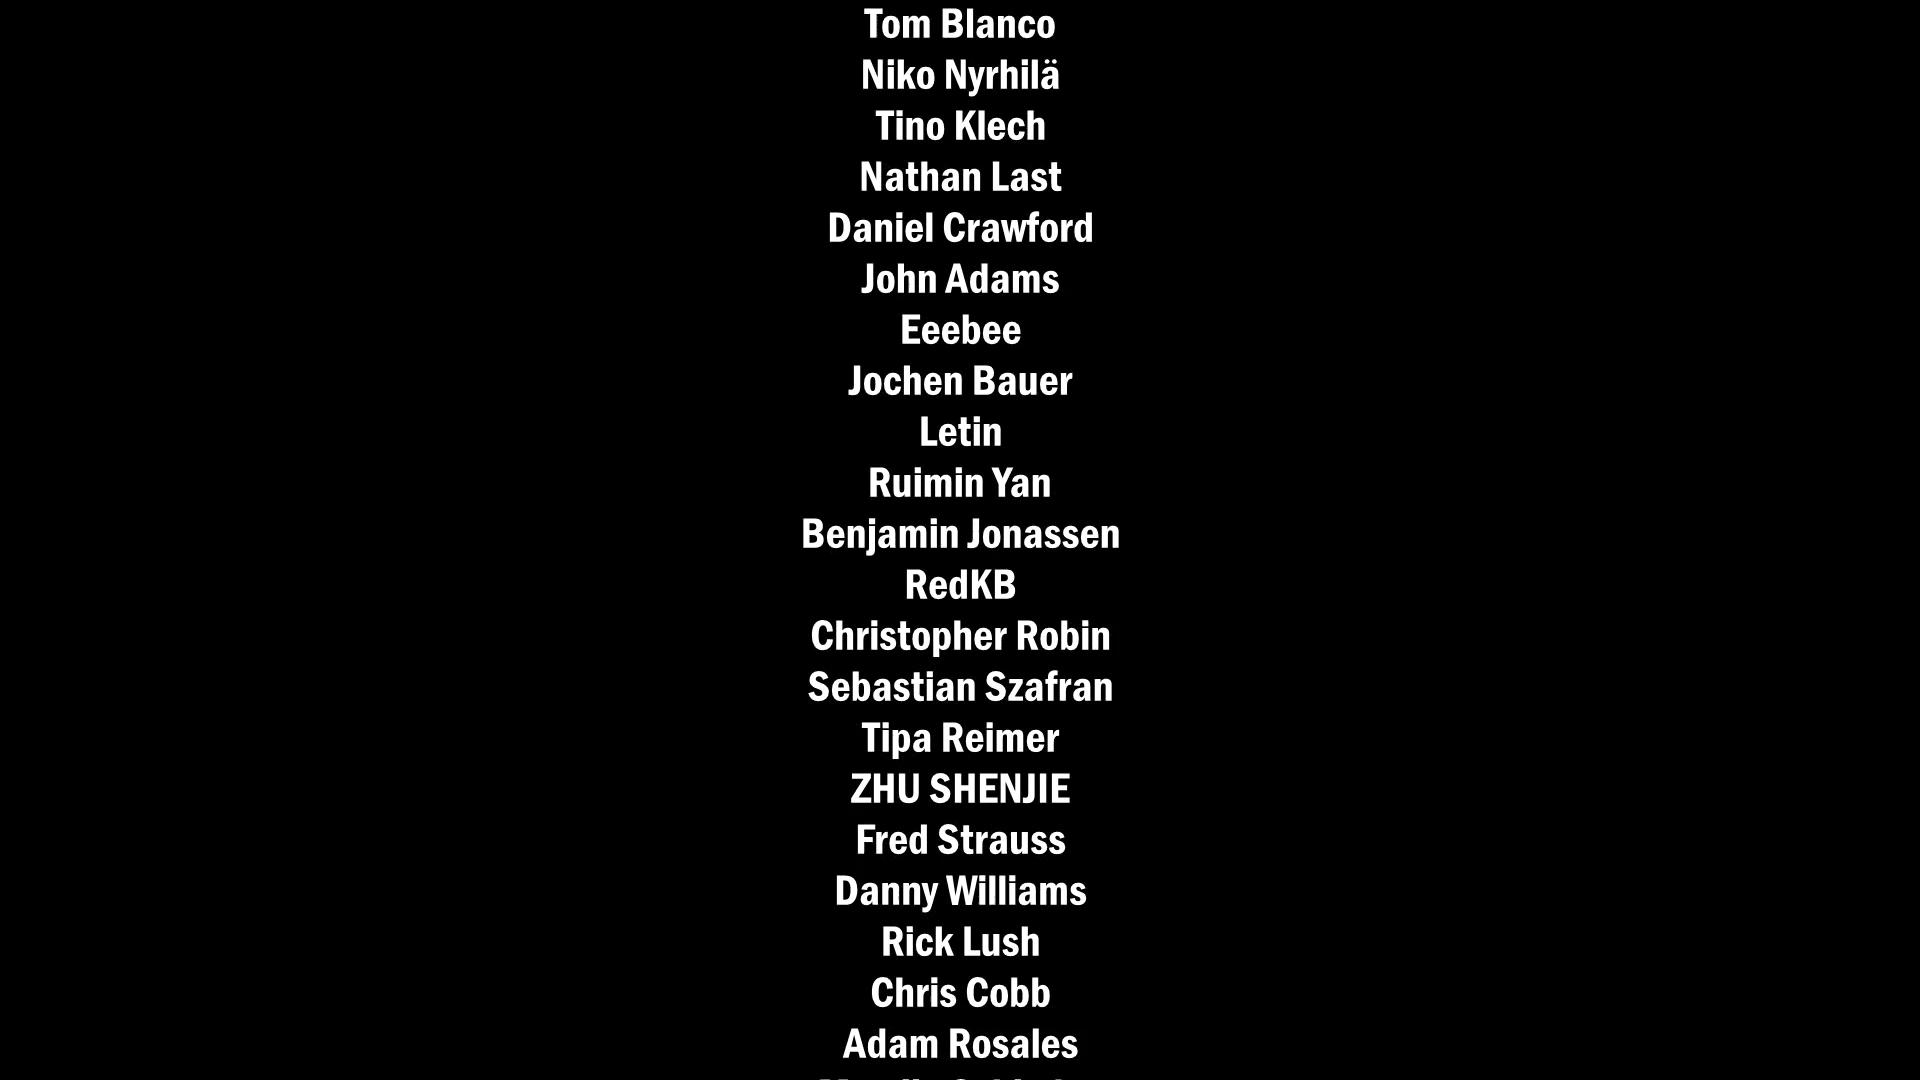 Tom Blanco
Niko Nyrhilä
Tino Klech
Nathan Last
Daniel Crawford
John Adams
Eeebee
Jochen Bauer
Letin
Ruimin Yan
Benjamin Jonassen
RedKB
Christopher Robin
Sebastian Szafran
Tipa Reimer
ZHU SHENJIE
Fred Strauss
Danny Williams
Rick Lush
Chris Cobb
Adam Rosales